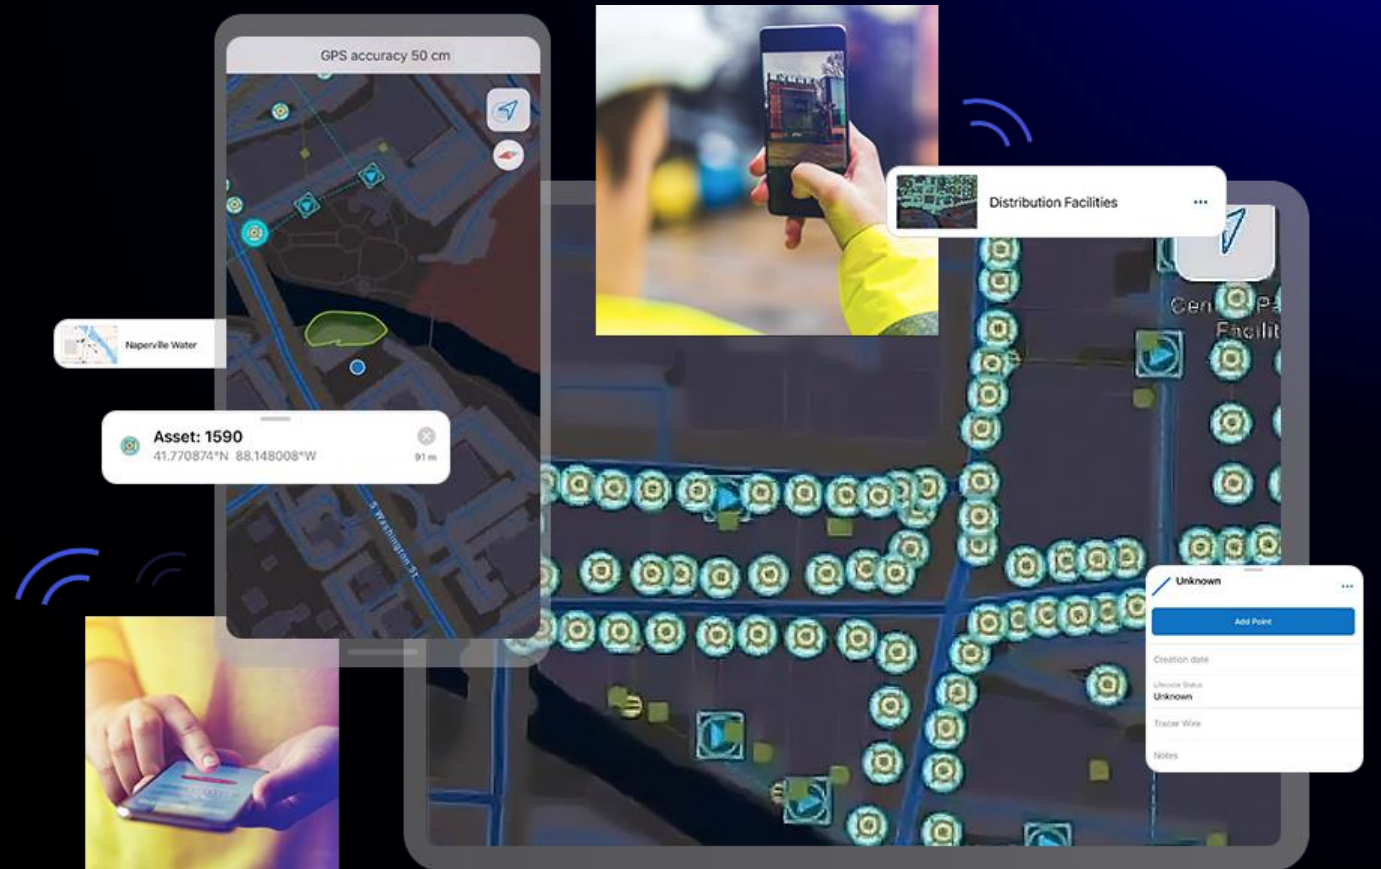 GPS accuracy 50 cm
Distribution Facilities
Naperville Water
Asset: 1590
41.770874°N 88.148008°W
91 m
S Washington St
Unknown
Add Point
Creation date
Lifecycle Status
Unknown
Tracer Wire
Notes